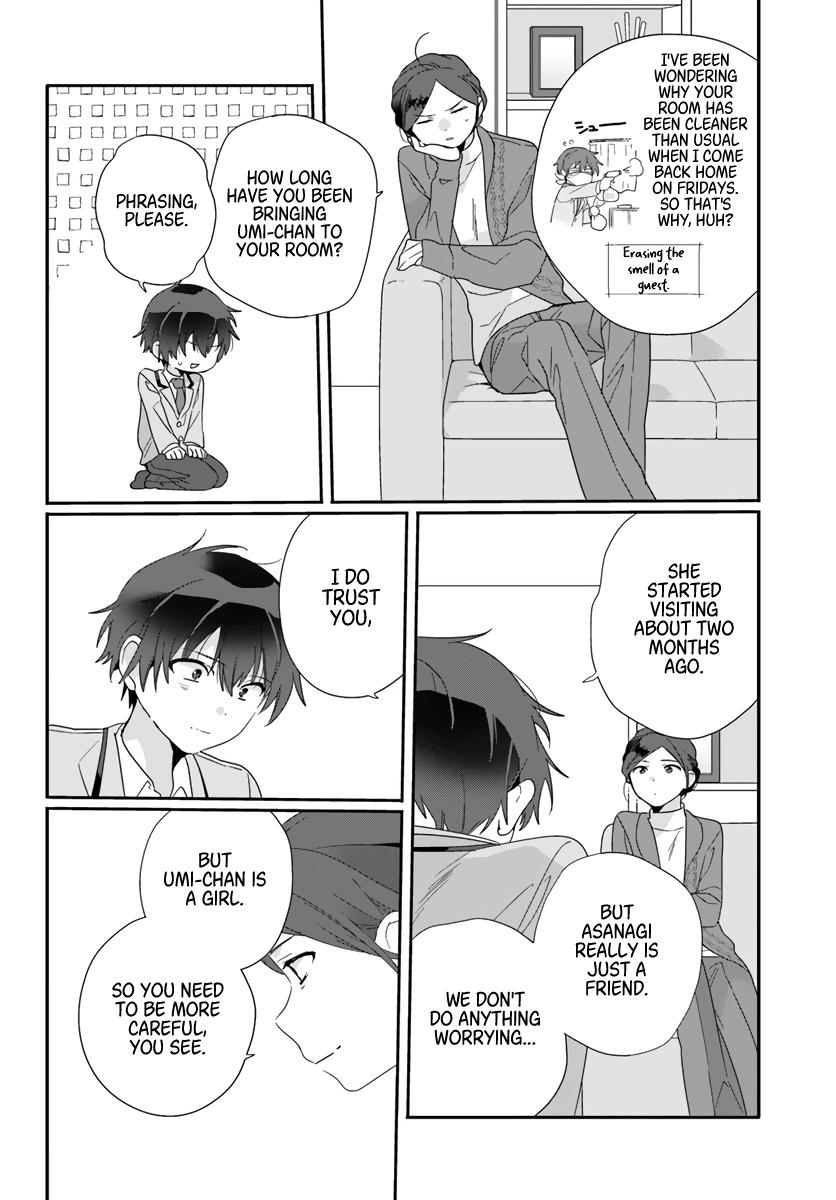 I'VE BEEN
WONDERING
WHY YOUR
ROOM HAS
BEEN CLEANER
THAN USUAL
WHEN I COME
BACK HOME
ON FRIDAYS.
SO THAT'S
WHY, HUH?
シュー
Erasing the
smell of a
guest.
HOW LONG
HAVE YOU BEEN
BRINGING
UMI-CHAN TO
YOUR ROOM?
PHRASING,
PLEASE.
SHE
STARTED
VISITING
ABOUT TWO
MONTHS
AGO.
BUT
ASANAGI
REALLY IS
JUST A
FRIEND.
WE DON'T
DO ANYTHING
WORRYING...
I DO
TRUST
YOU,
BUT
UMI-CHAN IS
A GIRL.
SO YOU NEED
TO BE MORE
CAREFUL,
YOU SEE.